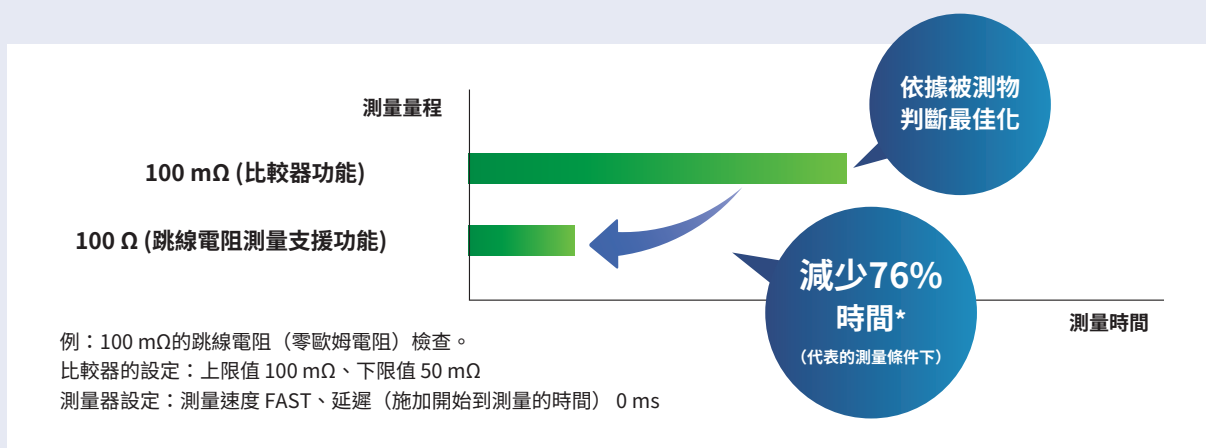 測量量程
依據被測物
判斷最佳化
100 mΩ (比較器功能)
100 Ω (跳線電阻測量支援功能)
減少76%
時間*
(代表的測量條件下)
測量時間
例：100 mΩ的跳線電阻（零歐姆電阻）檢查。
比較器的設定：上限值 100 mΩ、下限值 50 mΩ
測量器設定：測量速度 FAST、延遲（施加開始到測量的時間） 0 ms